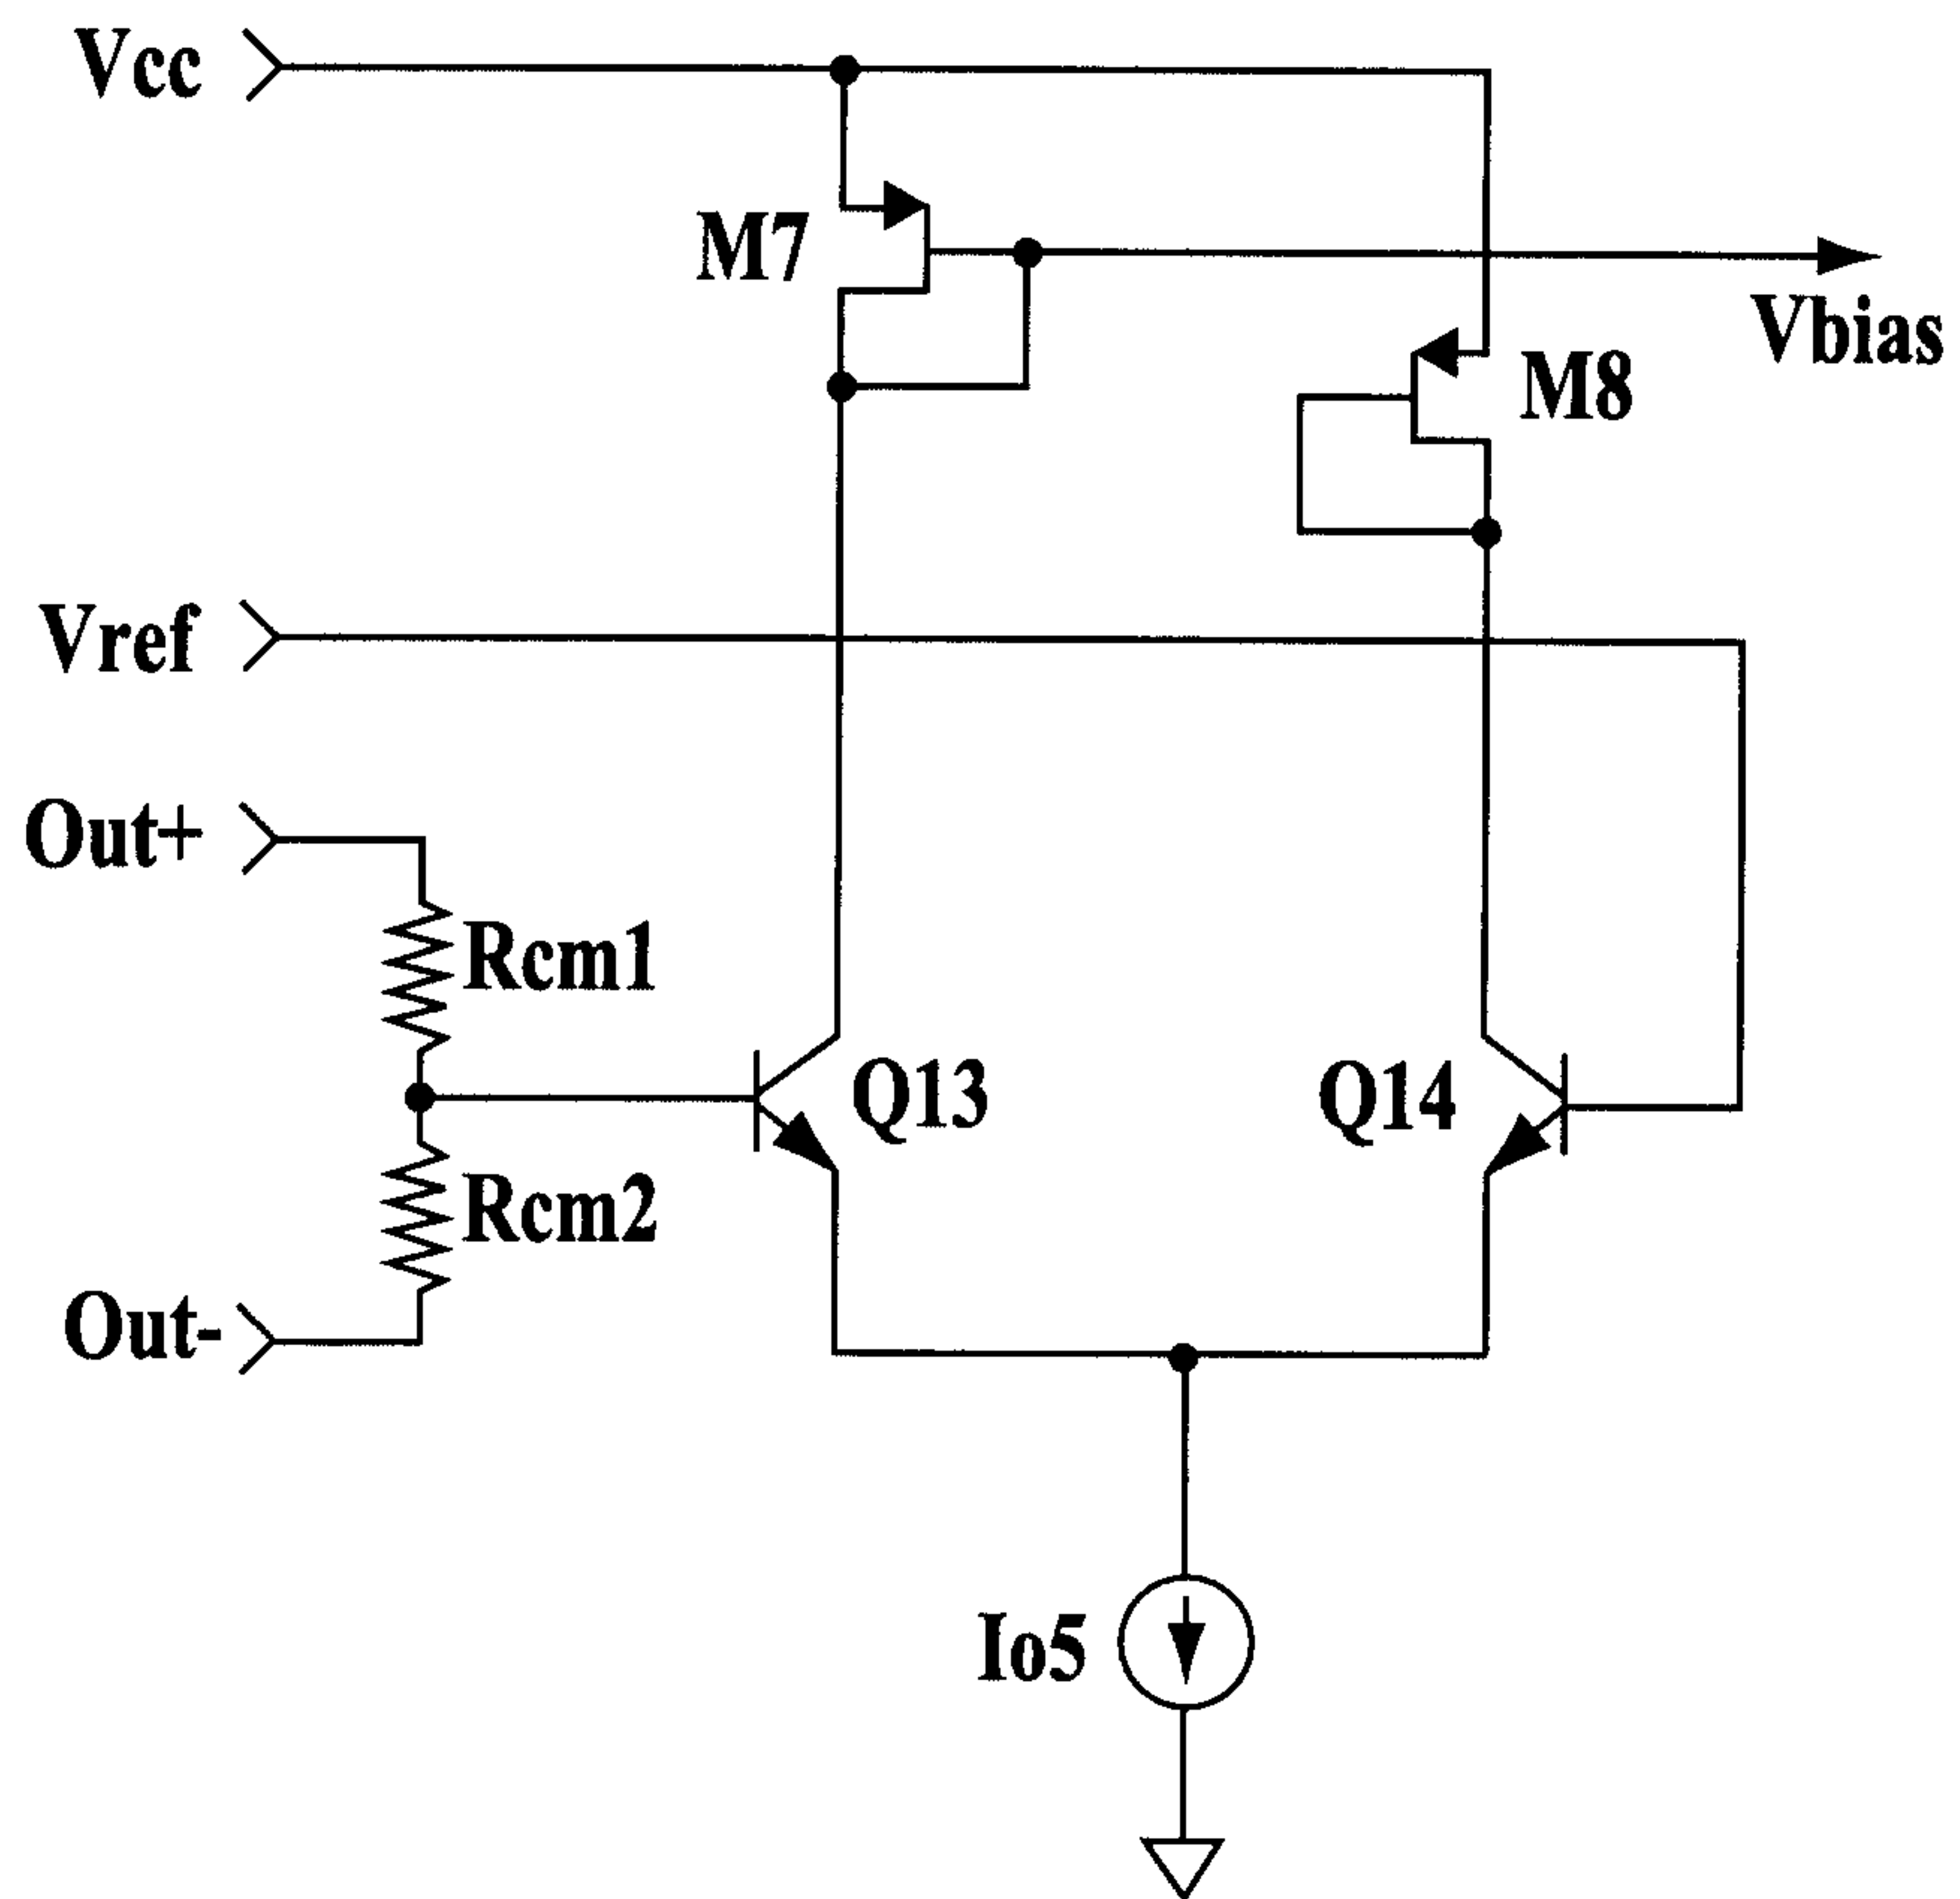 Vcc
M7
Vbias
M8
Vref
Out+
Rcm1
Q13
Q14
Rcm2
Out-
Io5